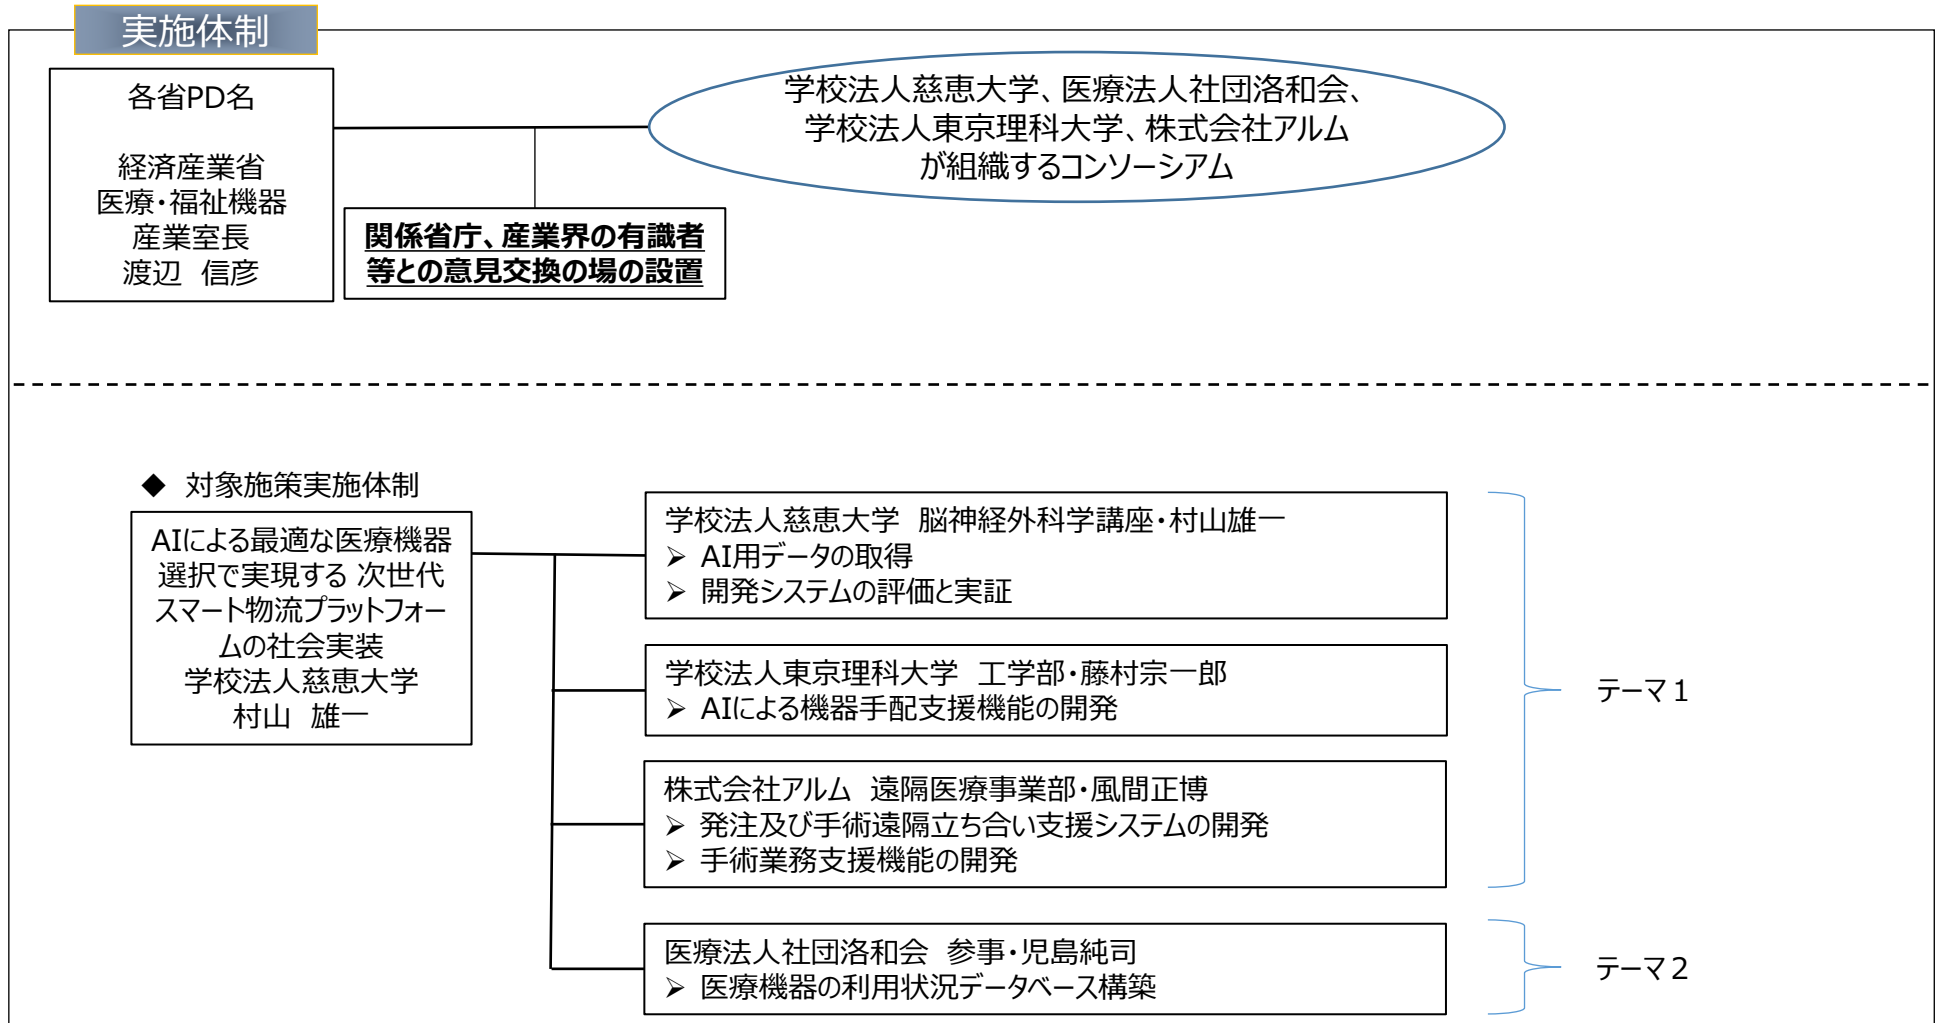 実施体制
各省PD名
経済産業省
医療・福祉機器
産業室長
渡辺 信彦
学校法人慈恵大学、医療法人社団洛和会、
学校法人東京理科大学、株式会社アルム
が組織するコンソーシアム
関係省庁、産業界の有識者
等との意見交換の場の設置
◆ 対象施策実施体制
AIによる最適な医療機器
選択で実現する 次世代
スマート物流プラットフォー
ムの社会実装
学校法人慈恵大学
村山 雄一
学校法人慈恵大学 脳神経外科学講座・村山雄一
➢ AI用データの取得
➢ 開発システムの評価と実証
学校法人東京理科大学 工学部・藤村宗一郎
➢ AIによる機器手配支援機能の開発
株式会社アルム 遠隔医療事業部・風間正博
➢ 発注及び手術遠隔立ち合い支援システムの開発
➢ 手術業務支援機能の開発
テーマ1
医療法人社団洛和会 参事・児島純司
➢ 医療機器の利用状況データベース構築
テーマ2